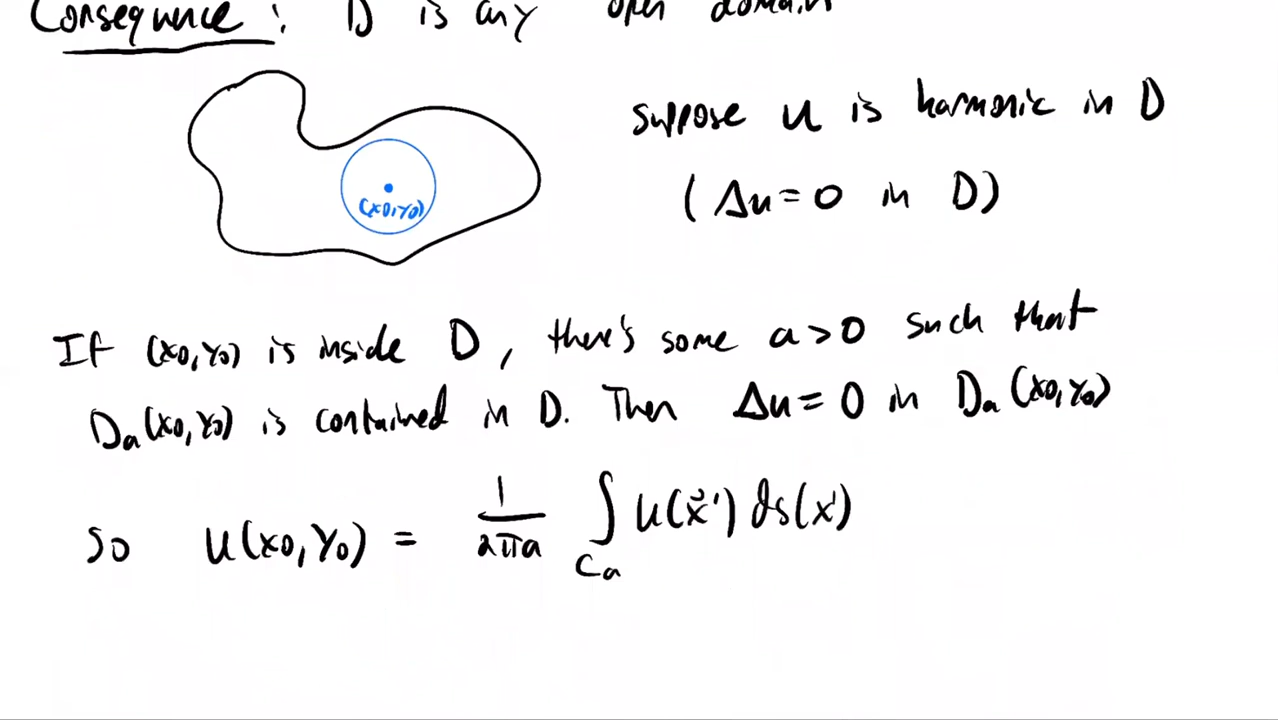 Consequence : D is any open domain
suppose u is harmonic in D
(x0,y0)
( Δu = 0 in D)
If (x0,y0) is inside D, there's some a > 0 such that
Da(x0,y0) is contained in D. Then Δu = 0 in Da(x0,y0)
So u(x0,y0) = 1/2πa ∫Ca u(x⃗') ds(x')